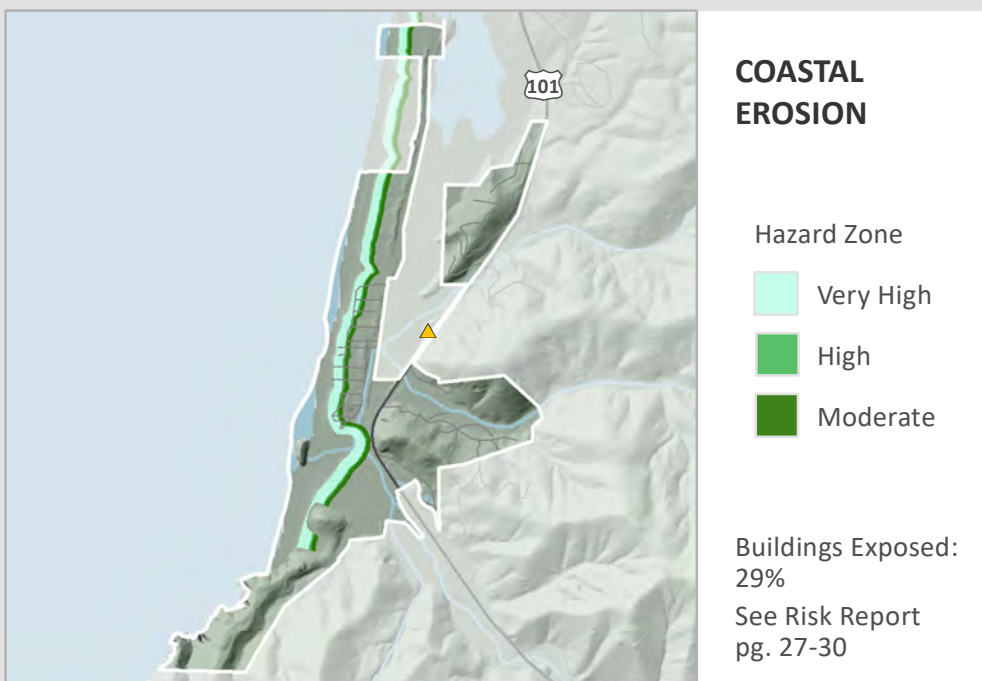 101
COASTAL
EROSION
Hazard Zone
Very High
High
Moderate
Buildings Exposed:
29%
See Risk Report
pg. 27-30